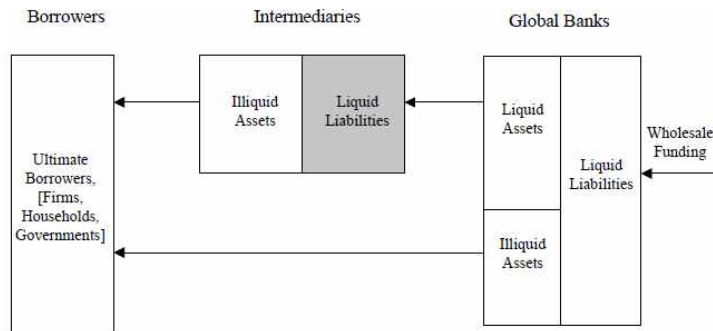 Borrowers
Intermediaries
Global Banks
Illiquid
Assets
Liquid
Liabilities
Liquid
Assets
Wholesale
Funding
Ultimate
Borrowers,
[Firms,
Households,
Governments]
Liquid
Liabilities
Illiquid
Assets